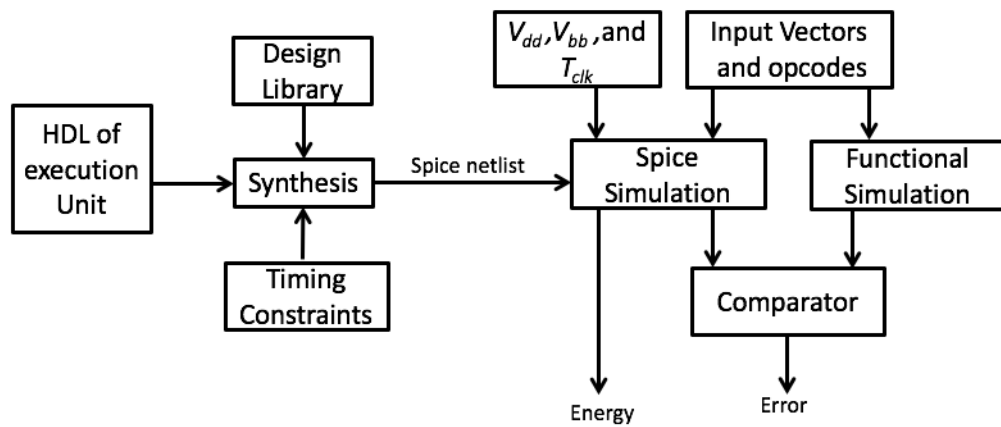 Design
Library
V_dd,V_bb,and
T_clk
Input Vectors
and opcodes
HDL of
execution
Unit
Synthesis
Spice netlist
Spice
Simulation
Functional
Simulation
Timing
Constraints
Comparator
Energy
Error